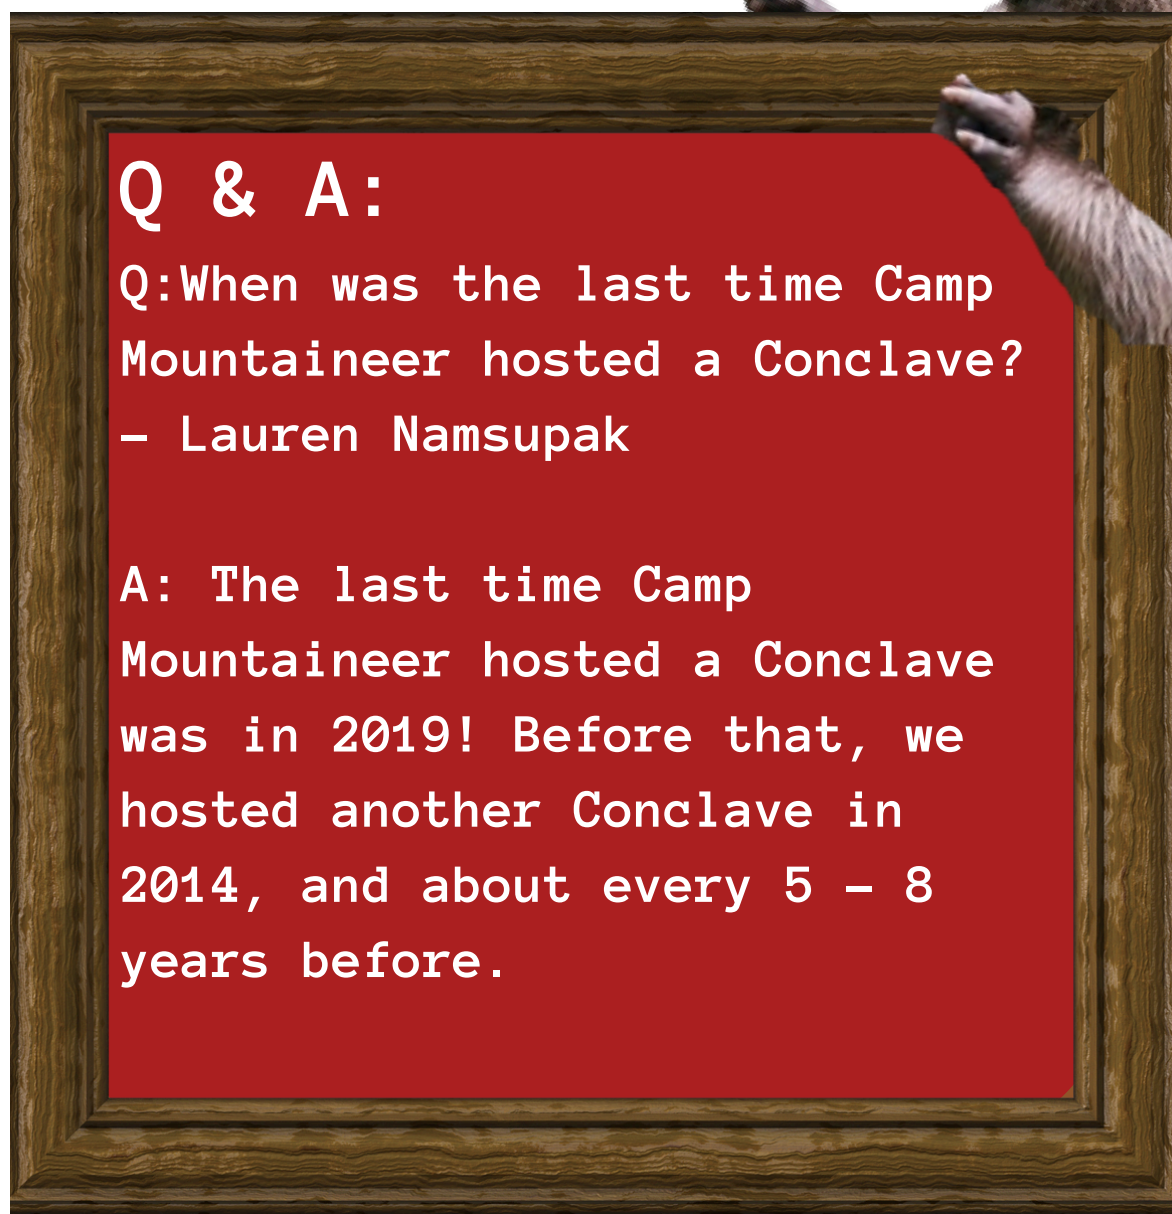 Q & A:
Q:When was the last time Camp
Mountaineer hosted a Conclave?
– Lauren Namsupak
A: The last time Camp
Mountaineer hosted a Conclave
was in 2019! Before that, we
hosted another Conclave in
2014, and about every 5 – 8
years before.